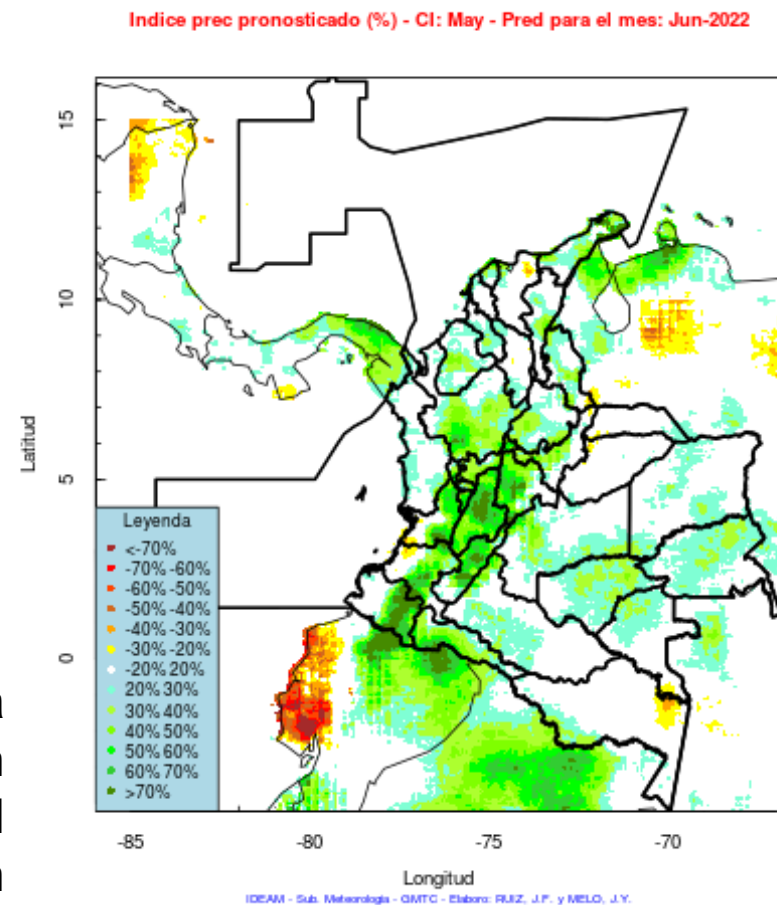 Indice prec pronosticado (%) - CI: May - Pred para el mes: Jun-2022
15
10
5
0
Latitud
Leyenda
<-70%
-70% -60%
-60% -50%
-50% -40%
-40% -30%
-30% -20%
-20% 20%
20% 30%
30% 40%
40% 50%
50% 60%
60% 70%
>70%
-85 -80 -75 -70
Longitud
IDEAM - Sub. Meteorología - GMTC - Elaboro: RUIZ, J.F. y MELO, J.Y.